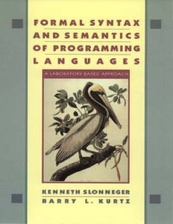 FORMAL SYNTAX
AND SEMANTICS
OF PROGRAMMING
LANGUAGES
A LABORATORY BASED APPROACH
KENNETH SLONNEGER
BARRY L. KURTZ